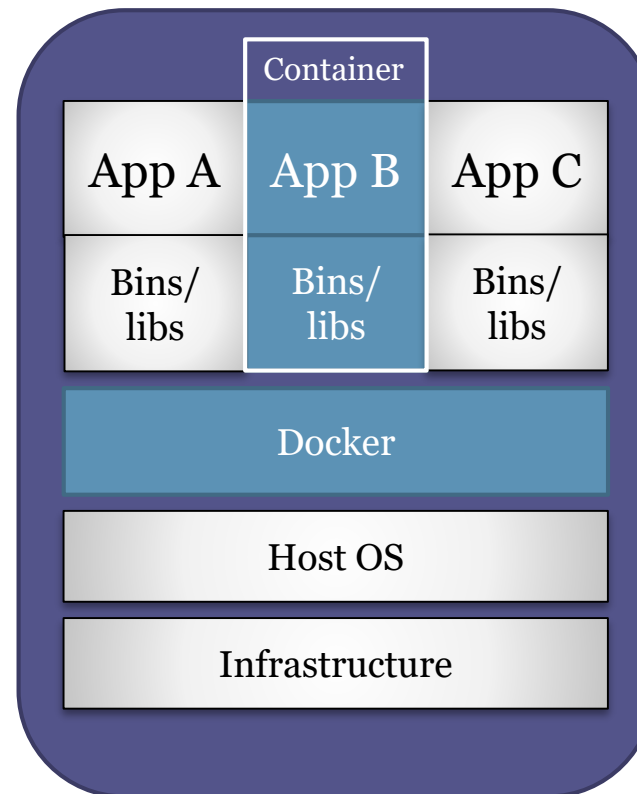 Container
App A
App B
App C
Bins/
libs
Bins/
libs
Bins/
libs
Docker
Host OS
Infrastructure